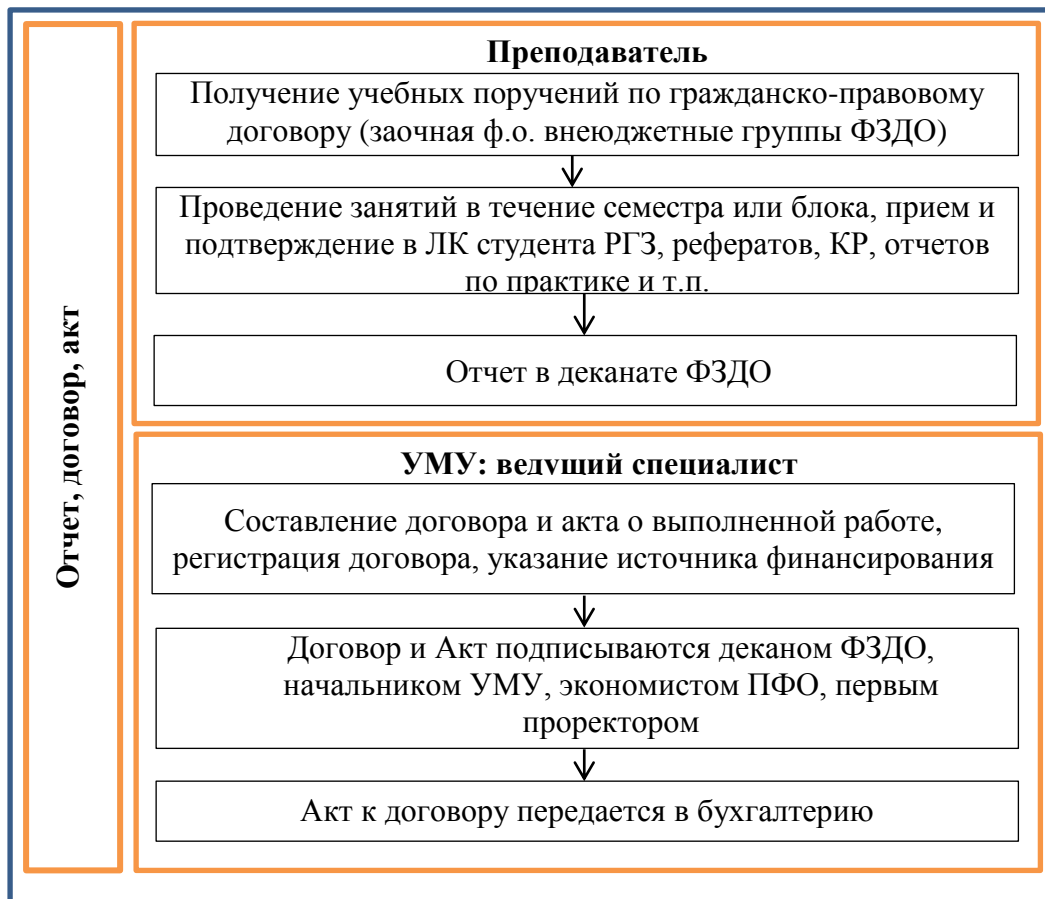 Отчет, договор, акт
Преподаватель
Получение учебных поручений по гражданско-правовому
договору (заочная ф.о. внеюджетные группы ФЗДО)
Проведение занятий в течение семестра или блока, прием и
подтверждение в ЛК студента РГЗ, рефератов, КР, отчетов
по практике и т.п.
Отчет в деканате ФЗДО
УМУ: ведущий специалист
Составление договора и акта о выполненной работе,
регистрация договора, указание источника финансирования
Договор и Акт подписываются деканом ФЗДО,
начальником УМУ, экономистом ПФО, первым
проректором
Акт к договору передается в бухгалтерию